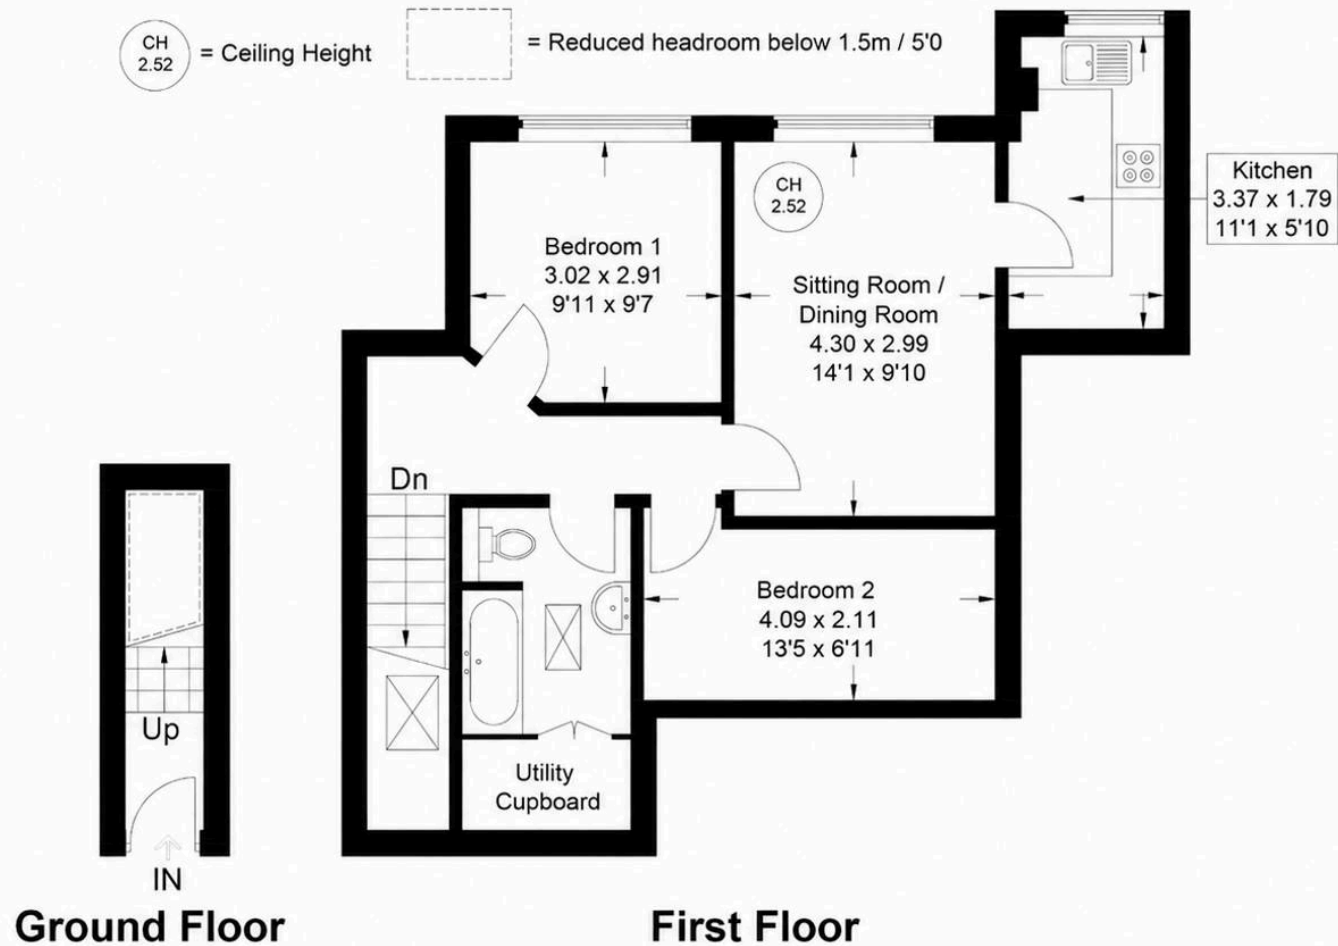 CH
2.52
= Ceiling Height
= Reduced headroom below 1.5m / 5'0
Bedroom 1
3.02 x 2.91
9'11 x 9'7
CH
2.52
Sitting Room /
Dining Room
4.30 x 2.99
14'1 x 9'10
Kitchen
3.37 x 1.79
11'1 x 5'10
Dn
Bedroom 2
4.09 x 2.11
13'5 x 6'11
Utility
Cupboard
Up
IN
Ground Floor
First Floor